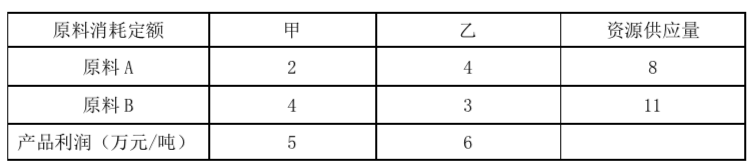 原料消耗定额 甲 乙 资源供应量
原料A 2 4 8
原料B 4 3 11
产品利润（万元/吨） 5 6